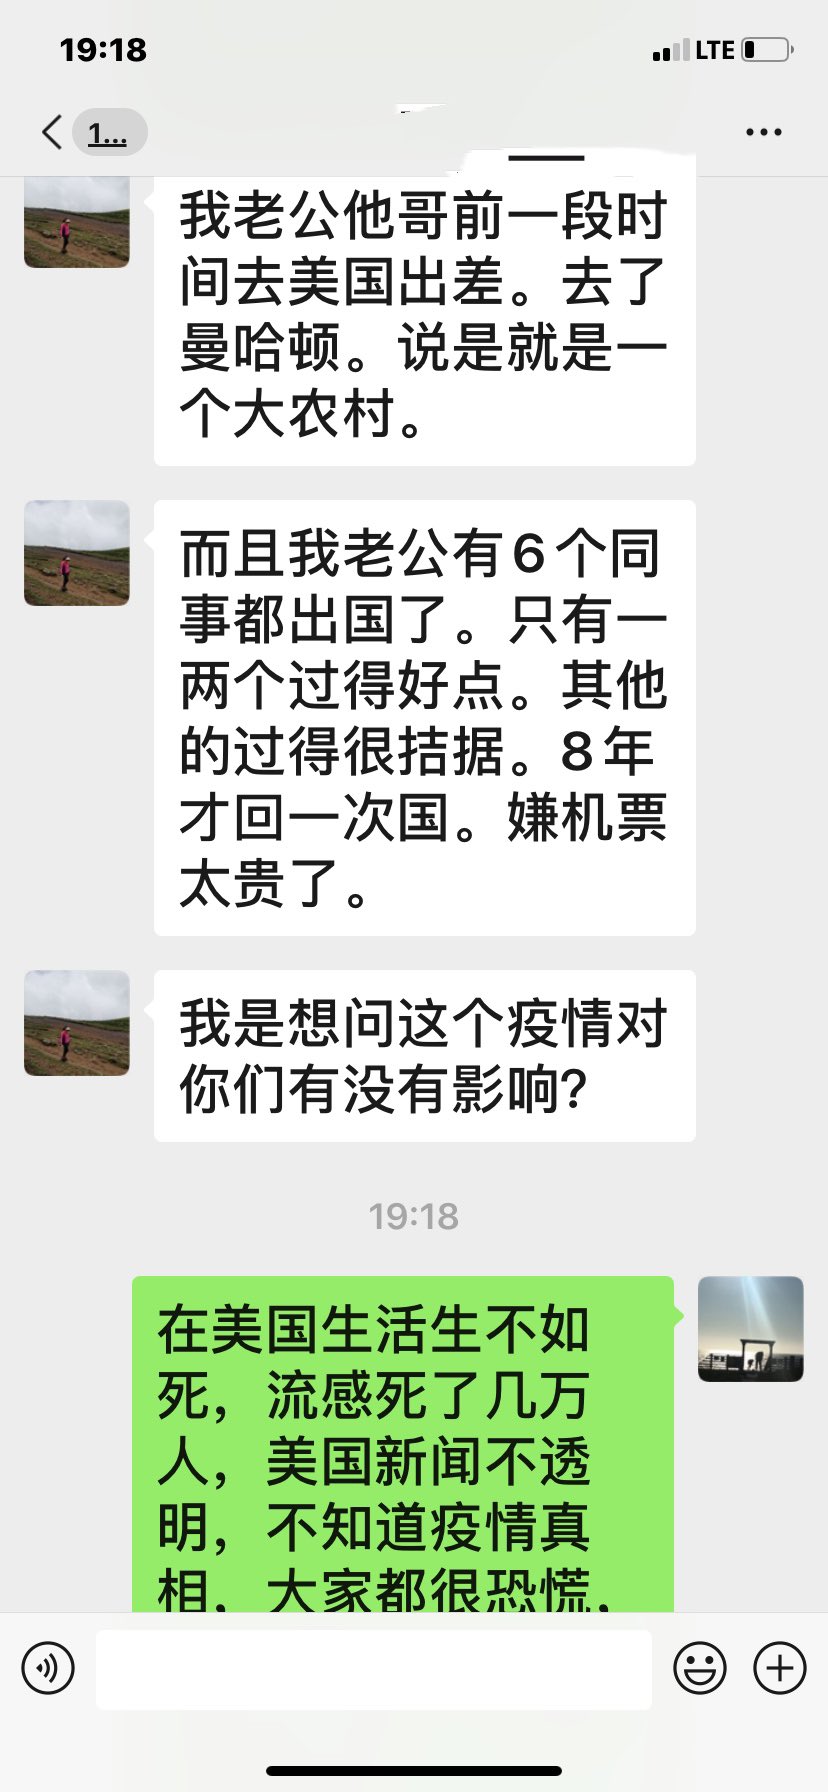 19:18
LTE
1...
我老公他哥前一段时
间去美国出差。去了
曼哈顿。说是就是一
个大农村。
而且我老公有6个同
事都出国了。只有一
两个过得好点。其他
的过得很拮据。8年
才回一次国。嫌机票
太贵了。
我是想问这个疫情对
你们有没有影响?
19:18
在美国生活生不如
死，流感死了几万
人，美国新闻不透
明，不知道疫情真
相，大家都很恐慌，